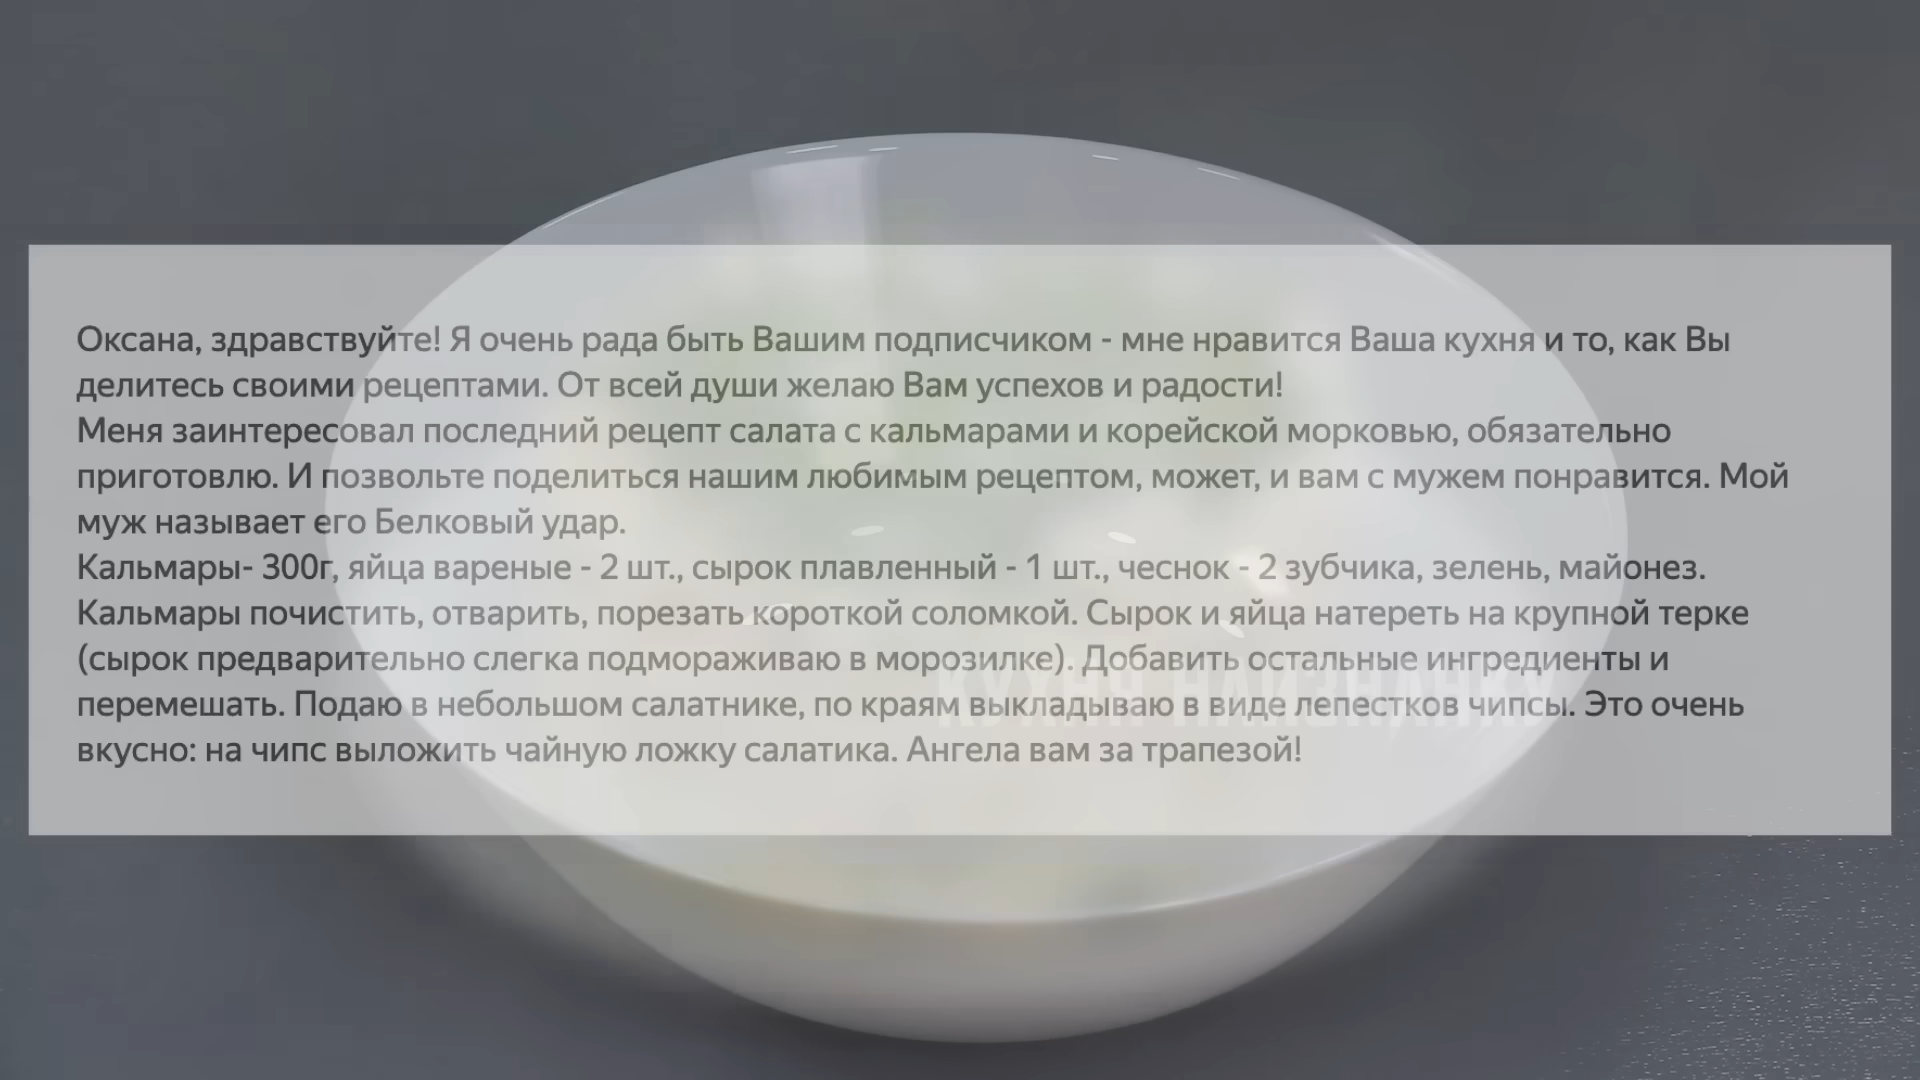 Оксана, здравствуйте! Я очень рада быть Вашим подписчиком - мне нравится Ваша кухня и то, как Вы
делитесь своими рецептами. От всей души желаю Вам успехов и радости!
Меня заинтересовал последний рецепт салата с кальмарами и корейской морковью, обязательно
приготовлю. И позвольте поделиться нашим любимым рецептом, может, и вам с мужем понравится. Мой
муж называет его Белковый удар.
Кальмары- 300г, яйца вареные - 2 шт., сырок плавленный - 1 шт., чеснок - 2 зубчика, зелень, майонез.
Кальмары почистить, отварить, порезать короткой соломкой. Сырок и яйца натереть на крупной терке
(сырок предварительно слегка подмораживаю в морозилке). Добавить остальные ингредиенты и
перемешать. Подаю в небольшом салатнике, по краям выкладываю в виде лепестков чипсы. Это очень
вкусно: на чипс выложить чайную ложку салатика. Ангела вам за трапезой!
КУХНЯ НАИЗНАНКУ